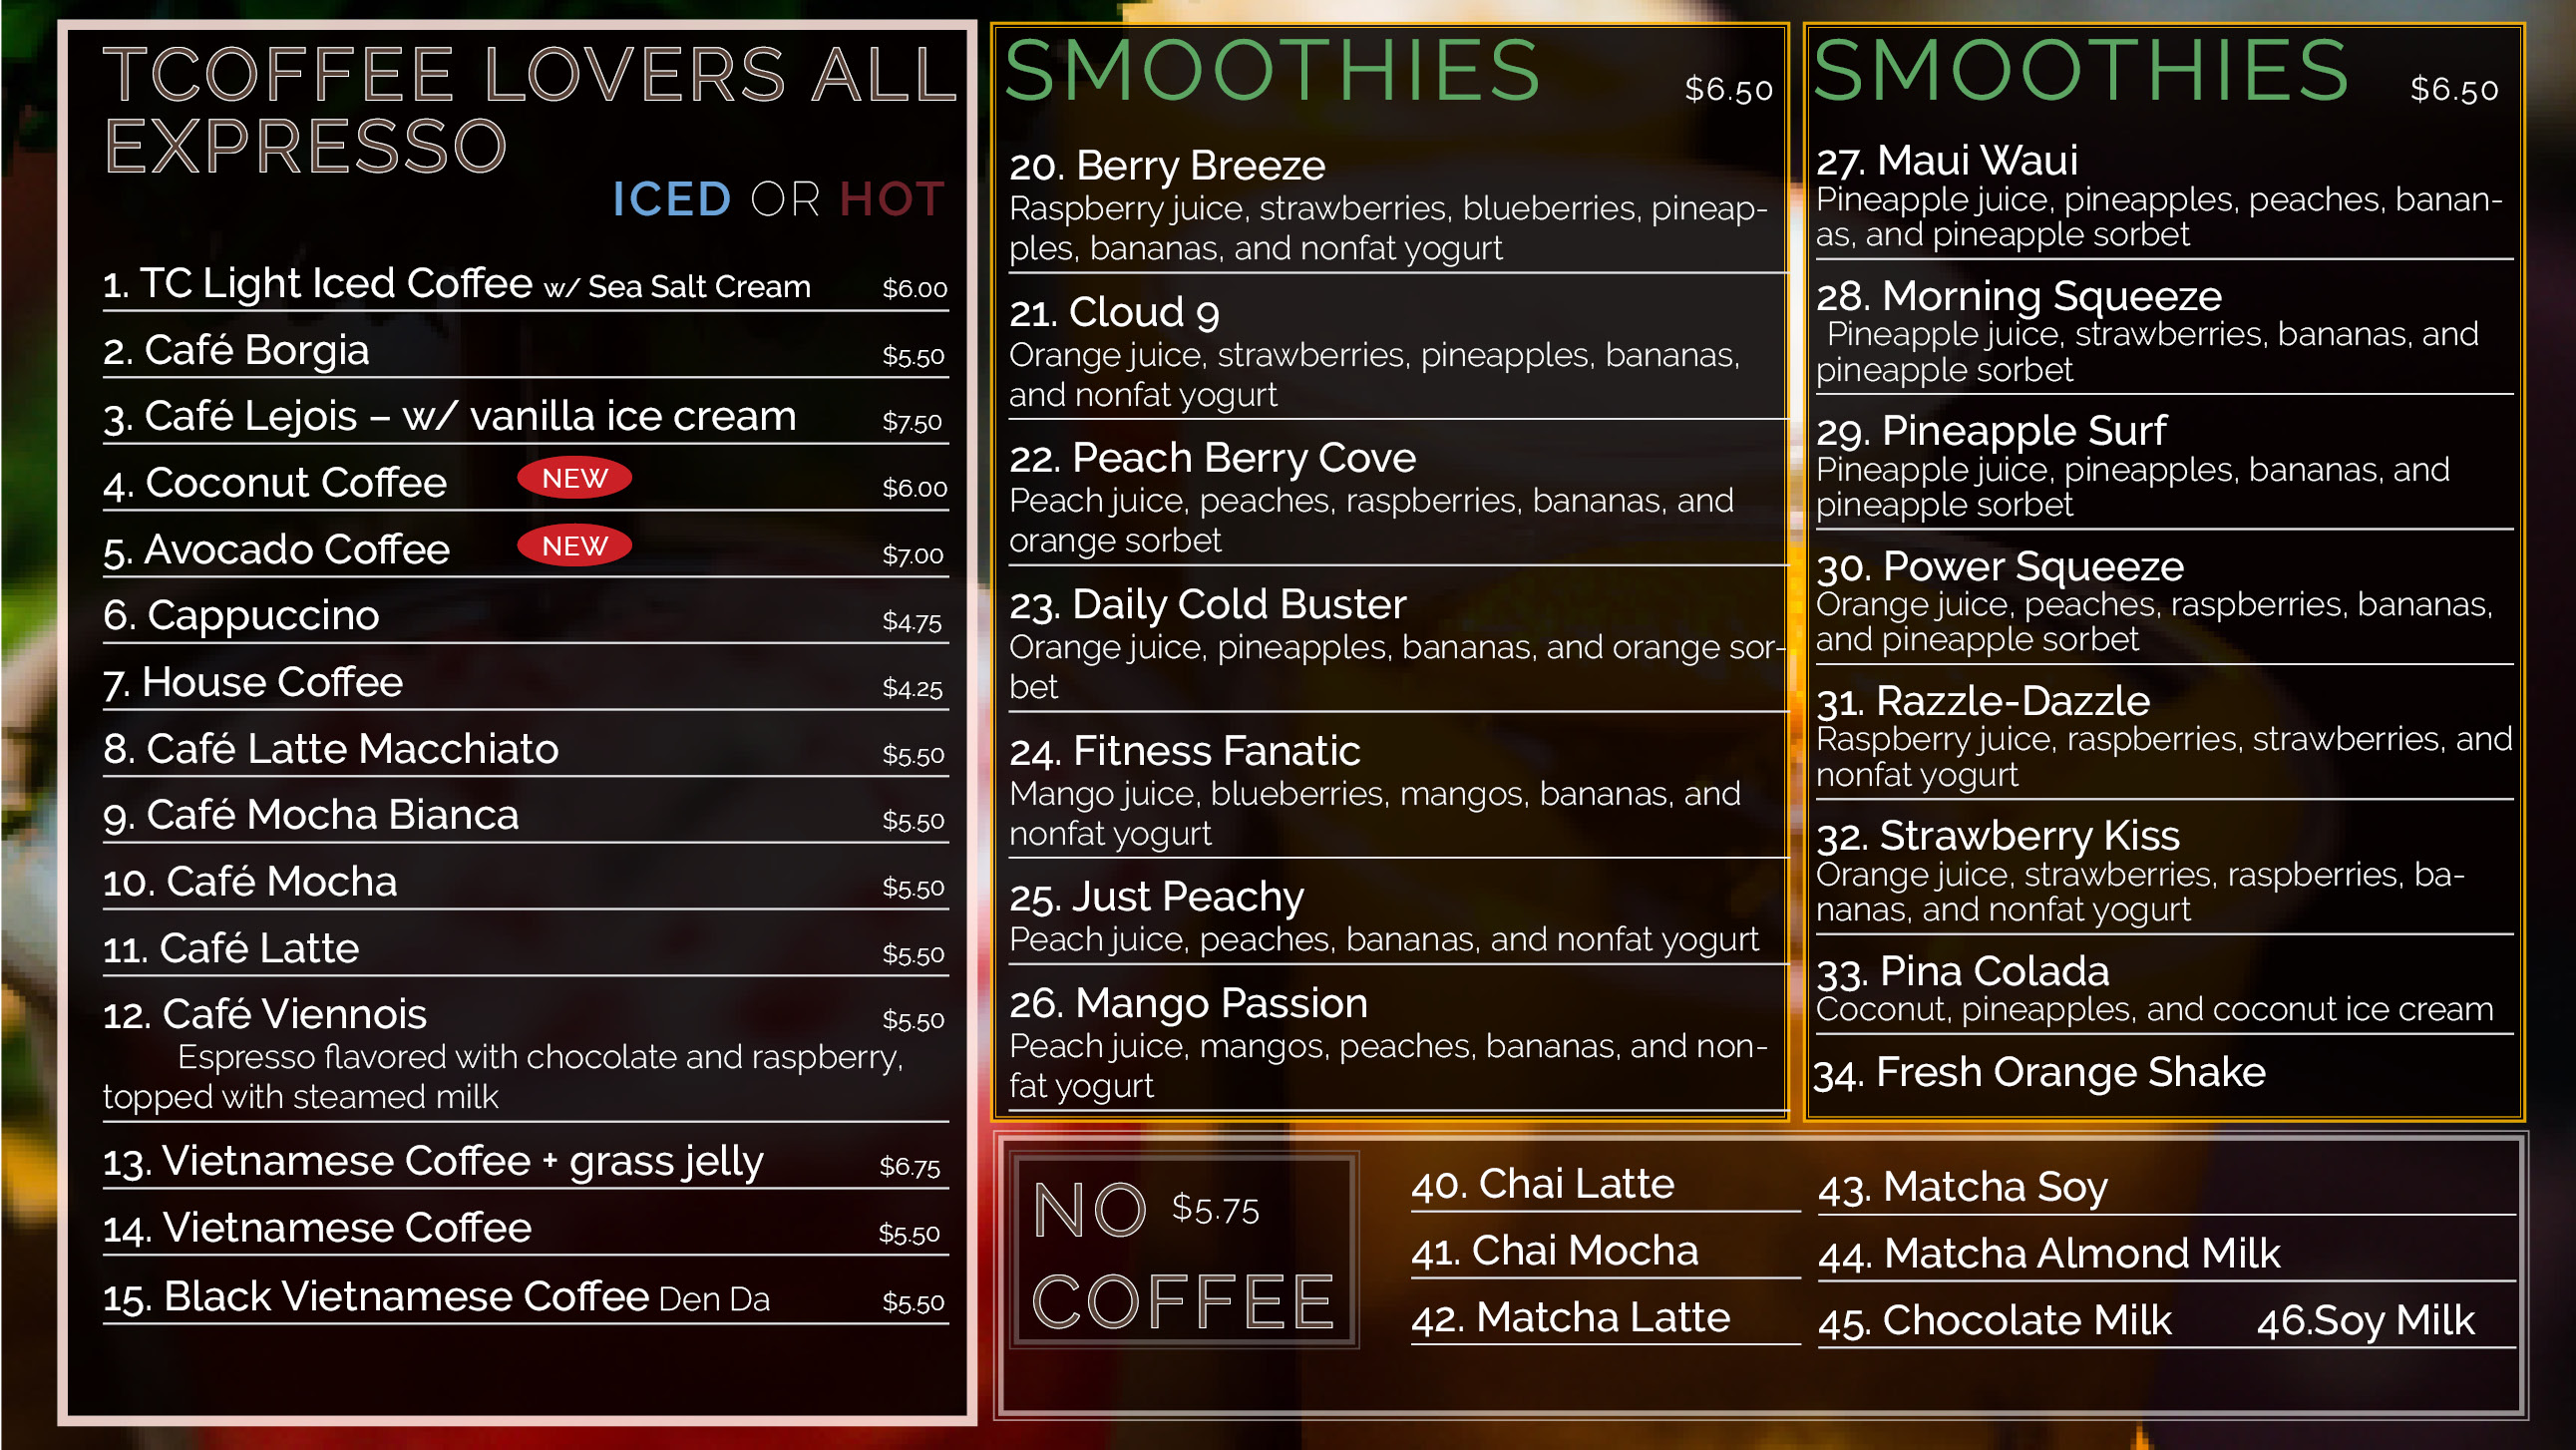 TCOFFEE LOVERS ALL
EXPRESSO
ICED OR HOT
1. TC Light Iced Coffee w/ Sea Salt Cream $6.00
2. Café Borgia $5.50
3. Café Lejois – w/ vanilla ice cream $7.50
4. Coconut Coffee NEW $6.00
5. Avocado Coffee NEW $7.00
6. Cappuccino $4.75
7. House Coffee $4.25
8. Café Latte Macchiato $5.50
9. Café Mocha Bianca $5.50
10. Café Mocha $5.50
11. Café Latte $5.50
12. Café Viennois $5.50
Espresso flavored with chocolate and raspberry,
topped with steamed milk
13. Vietnamese Coffee + grass jelly $6.75
14. Vietnamese Coffee $5.50
15. Black Vietnamese Coffee Den Da $5.50
SMOOTHIES $6.50
20. Berry Breeze
Raspberry juice, strawberries, blueberries, pineap-
ples, bananas, and nonfat yogurt
21. Cloud 9
Orange juice, strawberries, pineapples, bananas,
and nonfat yogurt
22. Peach Berry Cove
Peach juice, peaches, raspberries, bananas, and
orange sorbet
23. Daily Cold Buster
Orange juice, pineapples, bananas, and orange sor-
bet
24. Fitness Fanatic
Mango juice, blueberries, mangos, bananas, and
nonfat yogurt
25. Just Peachy
Peach juice, peaches, bananas, and nonfat yogurt
26. Mango Passion
Peach juice, mangos, peaches, bananas, and non-
fat yogurt
SMOOTHIES $6.50
27. Maui Waui
Pineapple juice, pineapples, peaches, banan-
as, and pineapple sorbet
28. Morning Squeeze
Pineapple juice, strawberries, bananas, and
pineapple sorbet
29. Pineapple Surf
Pineapple juice, pineapples, bananas, and
pineapple sorbet
30. Power Squeeze
Orange juice, peaches, raspberries, bananas,
and pineapple sorbet
31. Razzle-Dazzle
Raspberry juice, raspberries, strawberries, and
nonfat yogurt
32. Strawberry Kiss
Orange juice, strawberries, raspberries, ba-
nanas, and nonfat yogurt
33. Pina Colada
Coconut, pineapples, and coconut ice cream
34. Fresh Orange Shake
NO $5.75
COFFEE
40. Chai Latte
41. Chai Mocha
42. Matcha Latte
43. Matcha Soy
44. Matcha Almond Milk
45. Chocolate Milk 46.Soy Milk